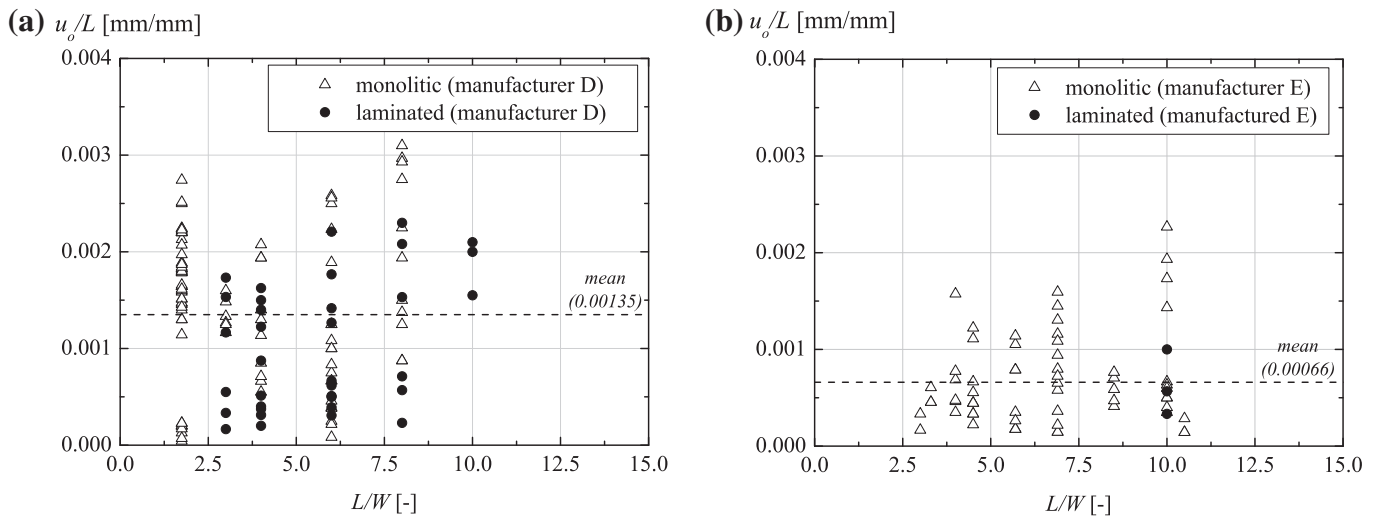 (a) u_o/L [mm/mm]
0.004
0.003
0.002
0.001
0.000
monolitic (manufacturer D)
laminated (manufacturer D)
mean
(0.00135)
0.0 2.5 5.0 7.5 10.0 12.5 15.0
L/W [-]
(b) u_o/L [mm/mm]
0.004
0.003
0.002
0.001
0.000
monolitic (manufacturer E)
laminated (manufactured E)
mean
(0.00066)
0.0 2.5 5.0 7.5 10.0 12.5 15.0
L/W [-]